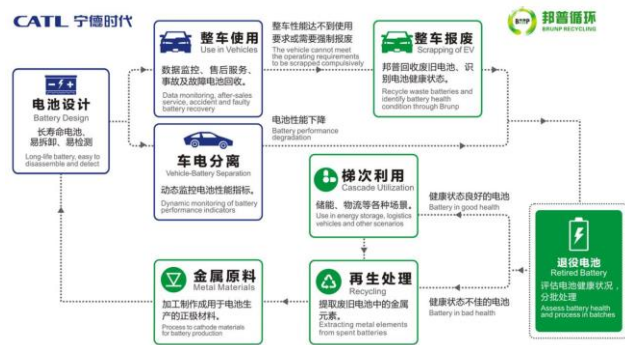 CATL 宁德时代
BRUNP
邦普循环
BRUNP RECYCLING
整车使用
Use in Vehicles
数据监控、售后服务、
事故及故障电池回收。
Data monitoring, after-sales
service, accident and faulty
battery recovery
整车性能达不到使用
要求或需要强制报废
The vehicle cannot meet
the operating requirements
to be scrapped compulsively
整车报废
Scrapping of EV
邦普回收废旧电池、识
别电池健康状态。
Recycle waste batteries and
identify battery health
condition through Brunp
电池设计
Battery Design
长寿命电池、
易拆卸、易检测
Long-life battery, easy to
disassemble and detect
车电分离
Vehicle-Battery Separation
动态监控电池性能指标。
Dynamic monitoring of battery
performance indicators
电池性能下降
Battery performance
degradation
梯次利用
Cascade Utilization
储能、物流等各种场景。
Use in energy storage, logistics
vehicles and other scenarios
健康状态良好的电池
Battery in good health
退役电池
Retired Battery
评估电池健康状况，
分批处理
Assess battery health
and process in batches
金属原料
Metal Materials
加工制作成用于电池生
产的正极材料。
Process to cathode materials
for battery production
再生处理
Recycling
提取废旧电池中的金属
元素。
Extracting metal elements
from spent batteries
健康状态不佳的电池
Battery in bad health